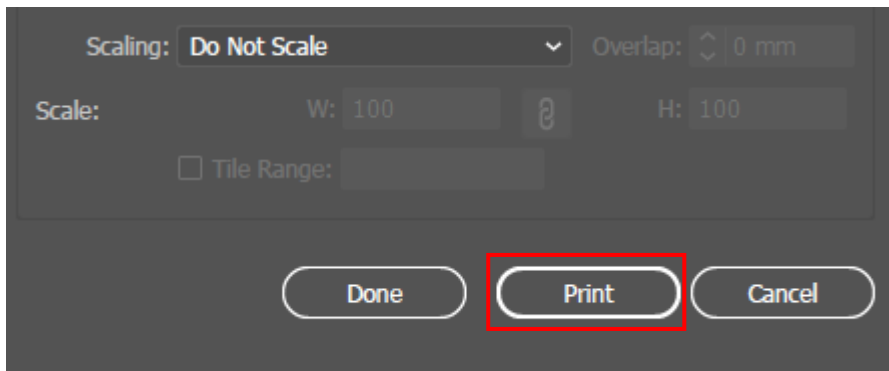 Scaling: Do Not Scale Overlap: 0 mm
Scale: W: 100 H: 100
Tile Range:
Done Print Cancel